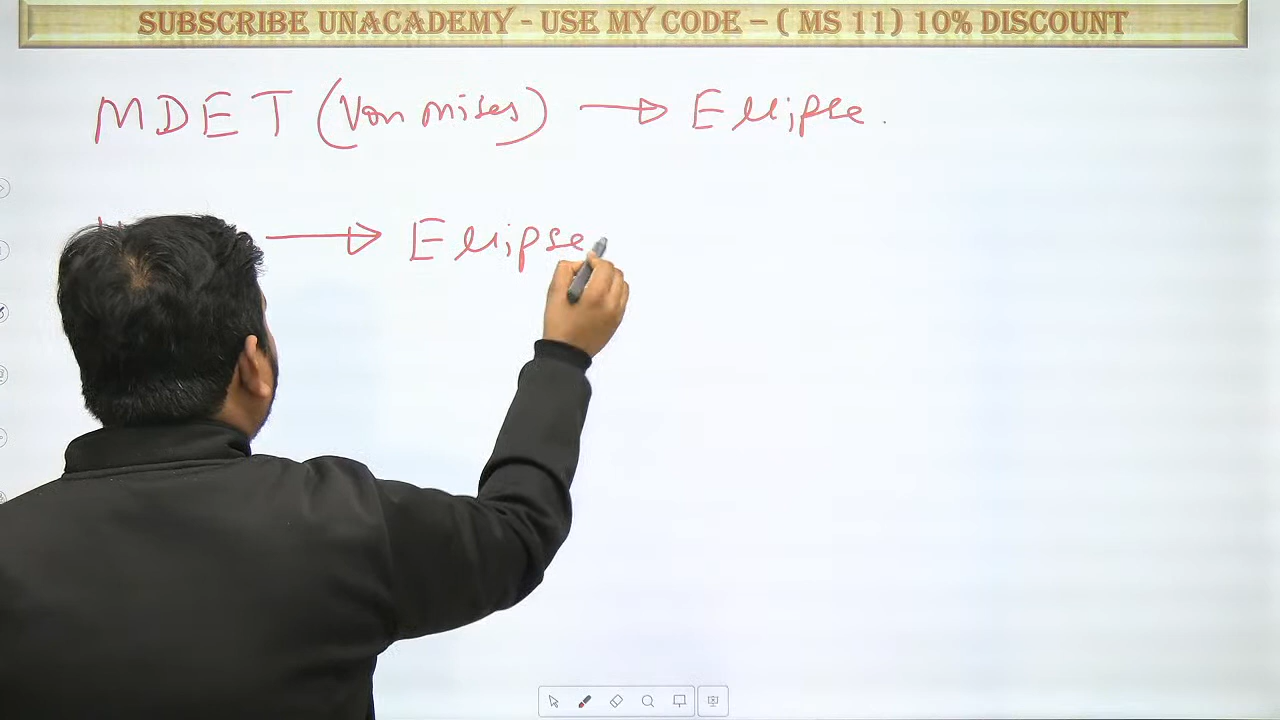 SUBSCRIBE UNACADEMY - USE MY CODE – ( MS 11) 10% DISCOUNT
MDET (Von mises) → Ellipse.
→ Ellipse